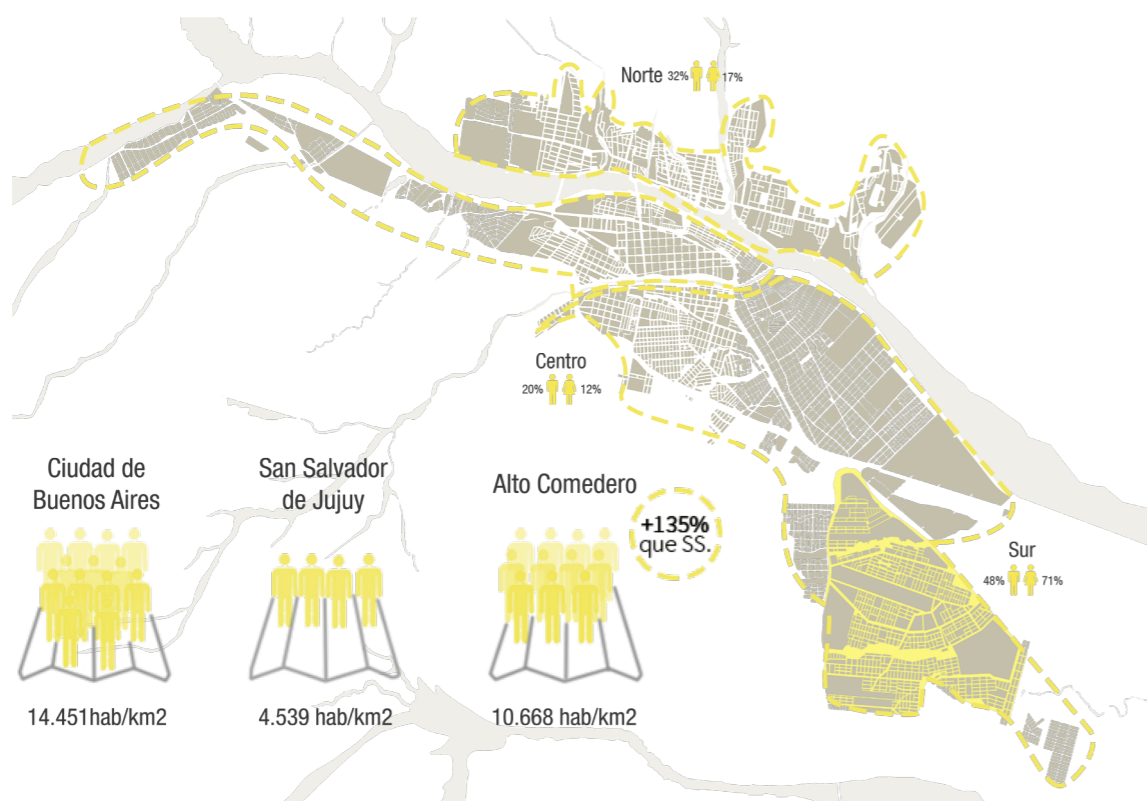 Norte 32% 17%
Centro
20% 12%
Ciudad de
Buenos Aires
San Salvador
de Jujuy
Alto Comedero
+135%
que SS.
Sur
48% 71%
14.451hab/km2
4.539 hab/km2
10.668 hab/km2